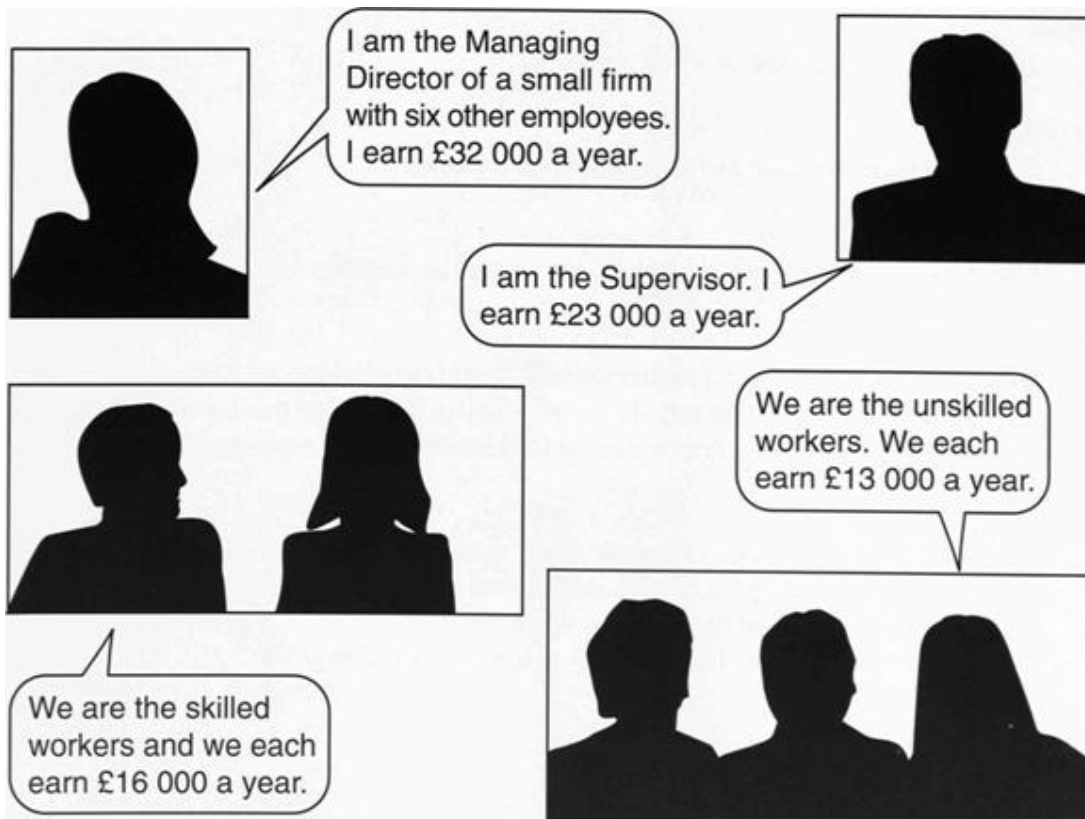 I am the Managing
Director of a small firm
with six other employees.
I earn £32 000 a year.
I am the Supervisor. I
earn £23 000 a year.
We are the unskilled
workers. We each
earn £13 000 a year.
We are the skilled
workers and we each
earn £16 000 a year.